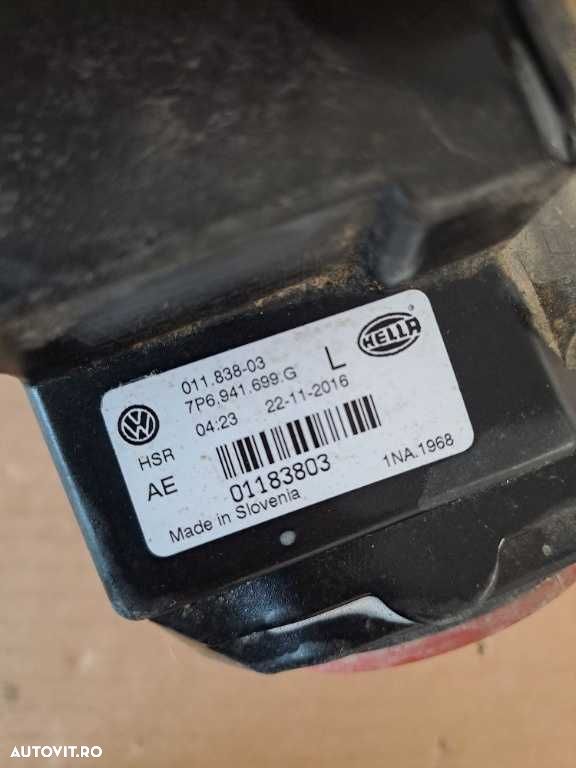 HELLA
011.838-03
7P6.941.699.G L
04:23 22-11-2016
HSR
AE
01183803
1NA.1968
Made in Slovenia
AUTOVIT.RO